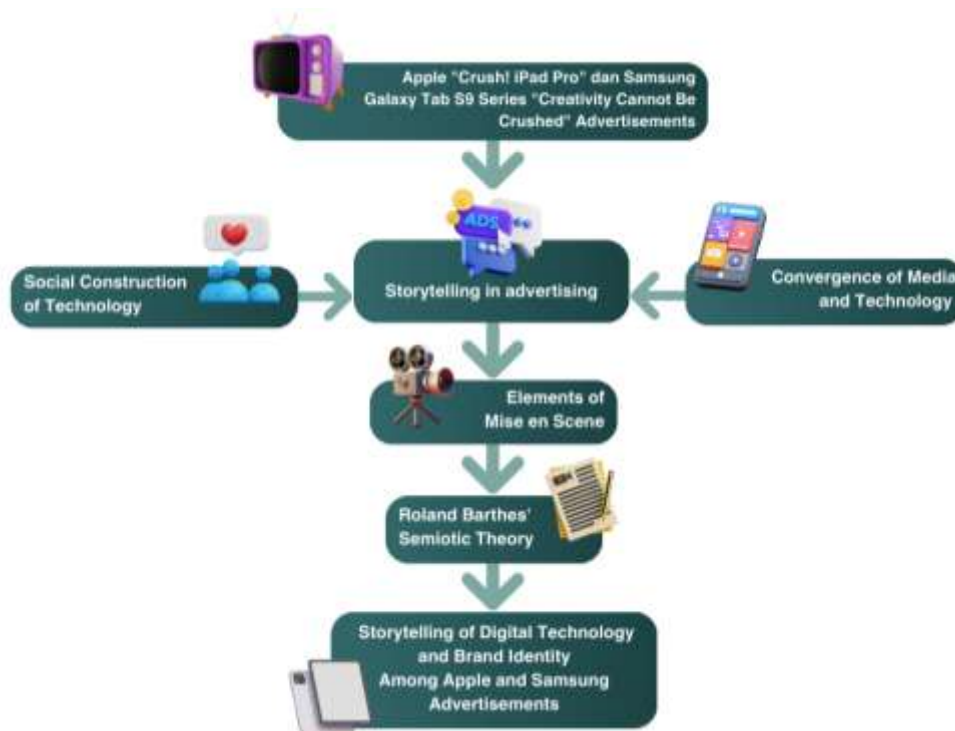 Apple "Crush! iPad Pro" dan Samsung
Galaxy Tab S9 Series "Creativity Cannot Be
Crushed" Advertisements
ADS
Social Construction
of Technology
Storytelling in advertising
Convergence of Media
and Technology
Elements of
Mise en Scene
Roland Barthes'
Semiotic Theory
Storytelling of Digital Technology
and Brand Identity
Among Apple and Samsung
Advertisements